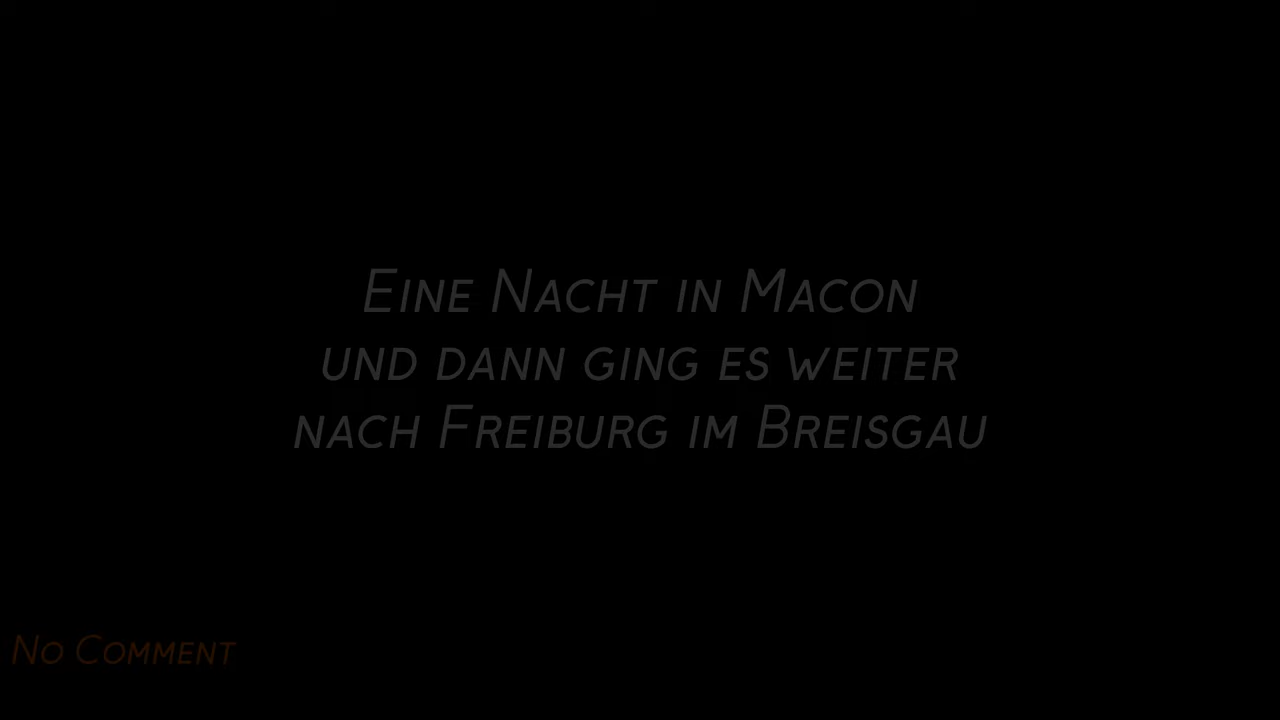 Eine Nacht in Macon
und dann ging es weiter
nach Freiburg im Breisgau
No Comment